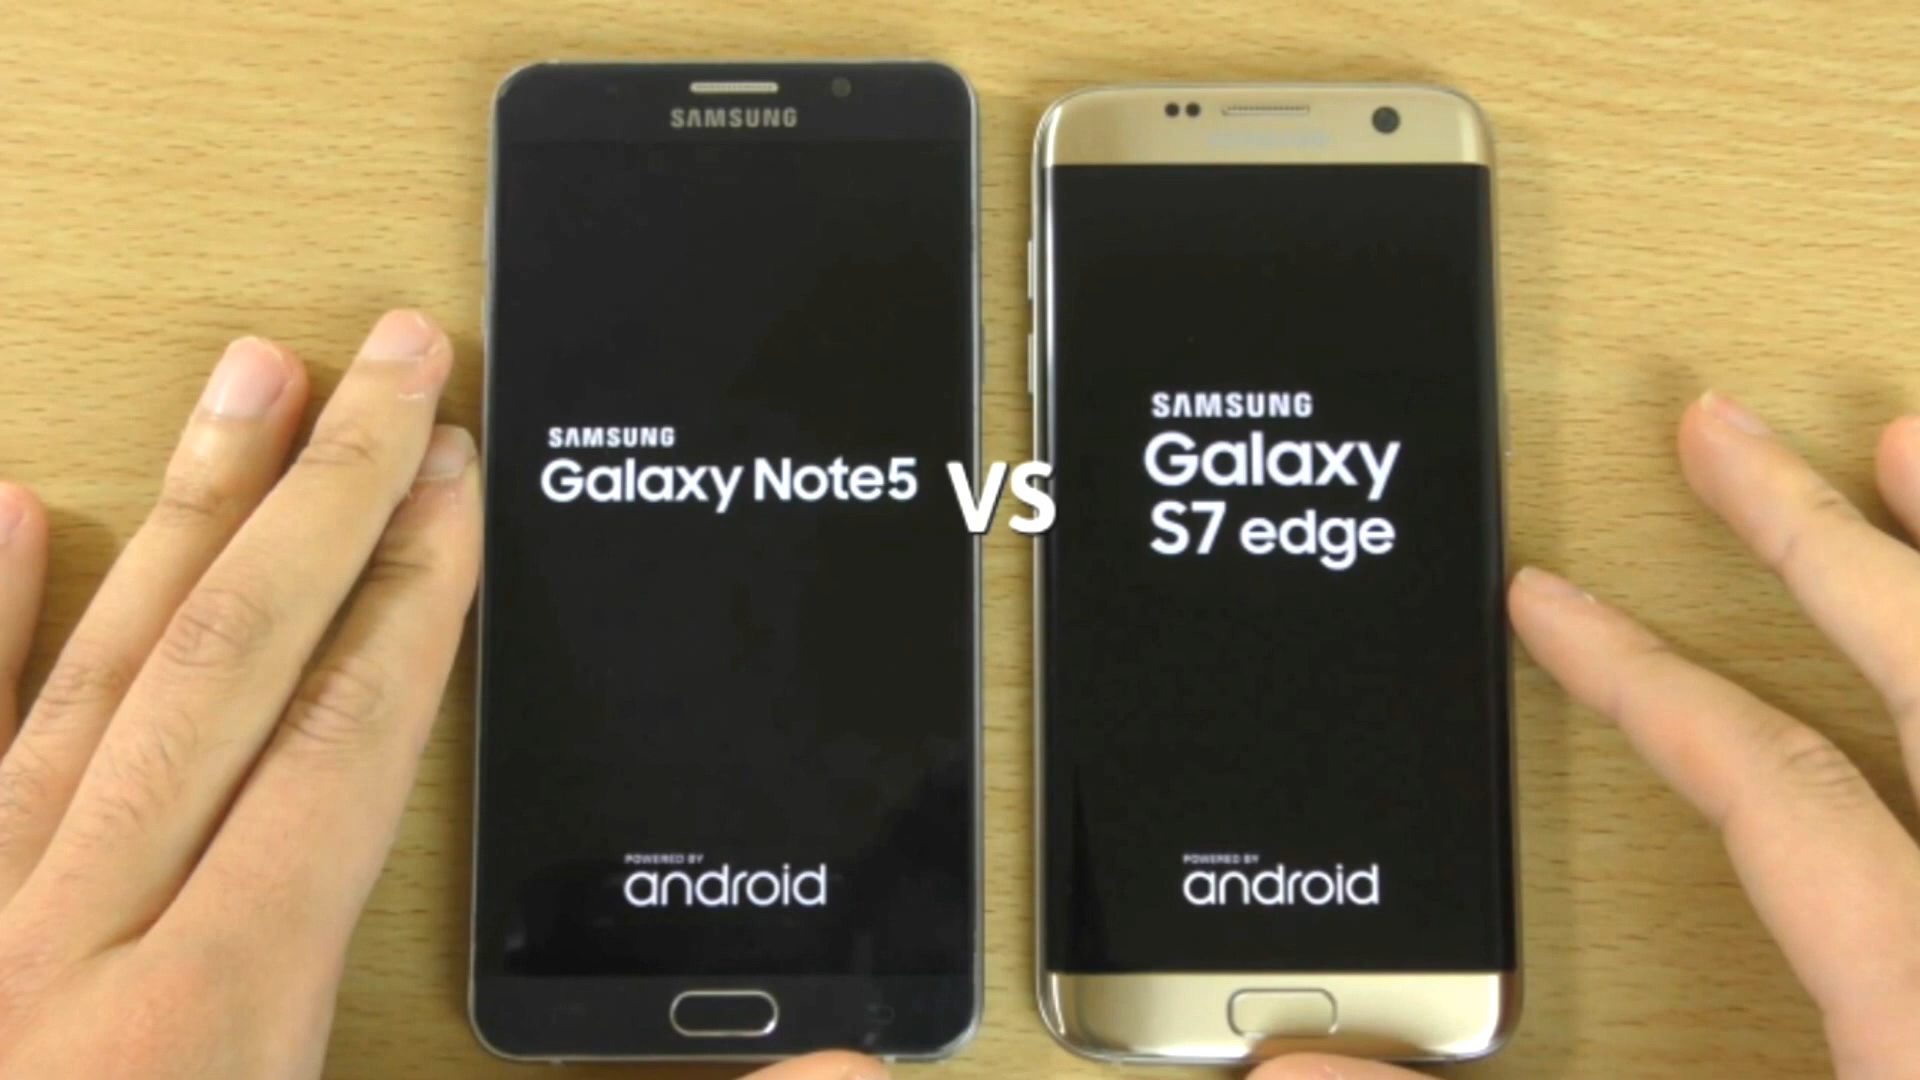 SAMSUNG
SAMSUNG
Galaxy Note5
POWERED BY
android
VS
SAMSUNG
Galaxy
S7 edge
POWERED BY
android